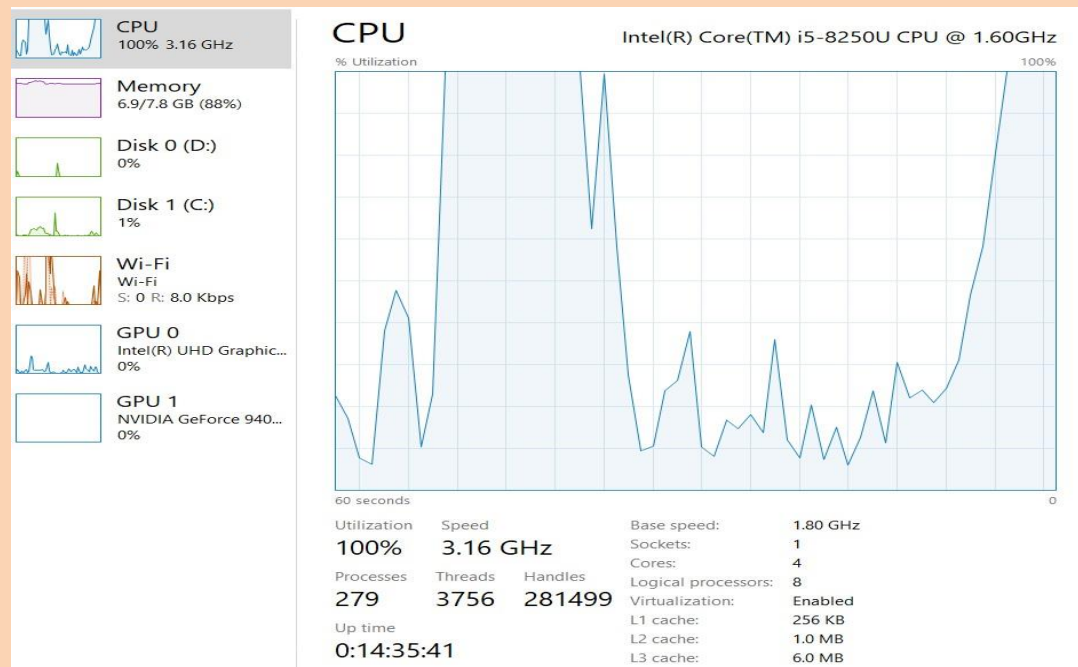 CPU
100% 3.16 GHz
Memory
6.9/7.8 GB (88%)
Disk 0 (D:)
0%
Disk 1 (C:)
1%
Wi-Fi
Wi-Fi
S: 0 R: 8.0 Kbps
GPU 0
Intel(R) UHD Graphic...
0%
GPU 1
NVIDIA GeForce 940...
0%
CPU
Intel(R) Core(TM) i5-8250U CPU @ 1.60GHz
% Utilization 100%
60 seconds 0
Utilization Speed
100% 3.16 GHz
Processes Threads Handles
279 3756 281499
Up time
0:14:35:41
Base speed: 1.80 GHz
Sockets: 1
Cores: 4
Logical processors: 8
Virtualization: Enabled
L1 cache: 256 KB
L2 cache: 1.0 MB
L3 cache: 6.0 MB